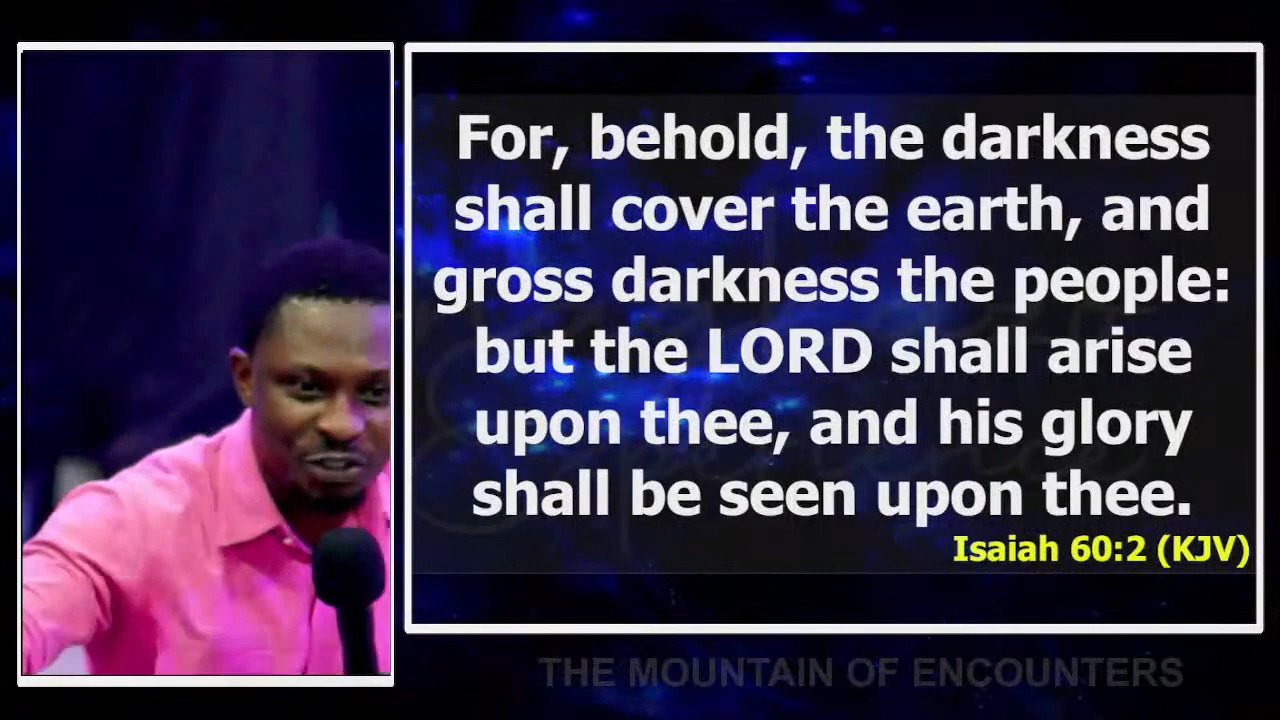 For, behold, the darkness
shall cover the earth, and
gross darkness the people:
but the LORD shall arise
upon thee, and his glory
shall be seen upon thee.
Isaiah 60:2 (KJV)
THE MOUNTAIN OF ENCOUNTERS